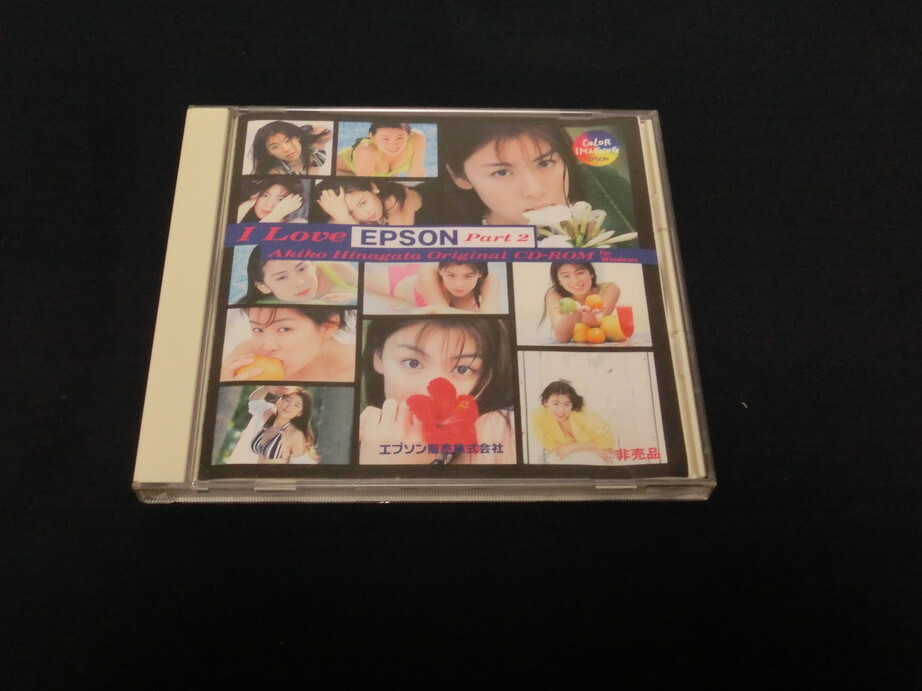 COLOR
IMAGING
EPSON
I Love EPSON Part 2
Akiko Hinagata Original CD-ROM for Windows
エプソン販売株式会社
非売品